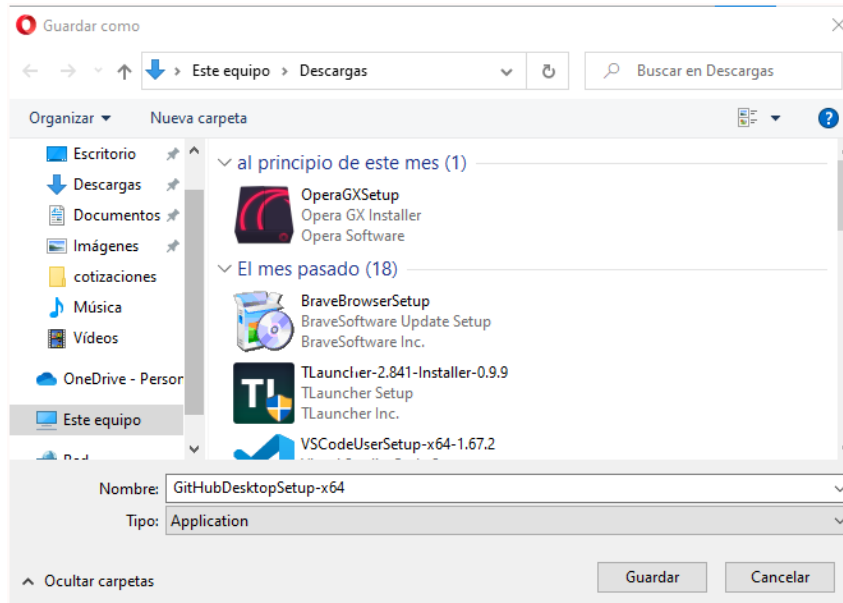 Guardar como
Este equipo > Descargas
Buscar en Descargas
Organizar
Nueva carpeta
Escritorio
Descargas
Documentos
Imágenes
cotizaciones
Música
Vídeos
OneDrive - Person
Este equipo
al principio de este mes (1)
OperaGXSetup
Opera GX Installer
Opera Software
El mes pasado (18)
BraveBrowserSetup
BraveSoftware Update Setup
BraveSoftware Inc.
TL
TLauncher-2.841-Installer-0.9.9
TLauncher Setup
TLauncher Inc.
VSCodeUserSetup-x64-1.67.2
Nombre: GitHubDesktopSetup-x64
Tipo: Application
Ocultar carpetas
Guardar
Cancelar